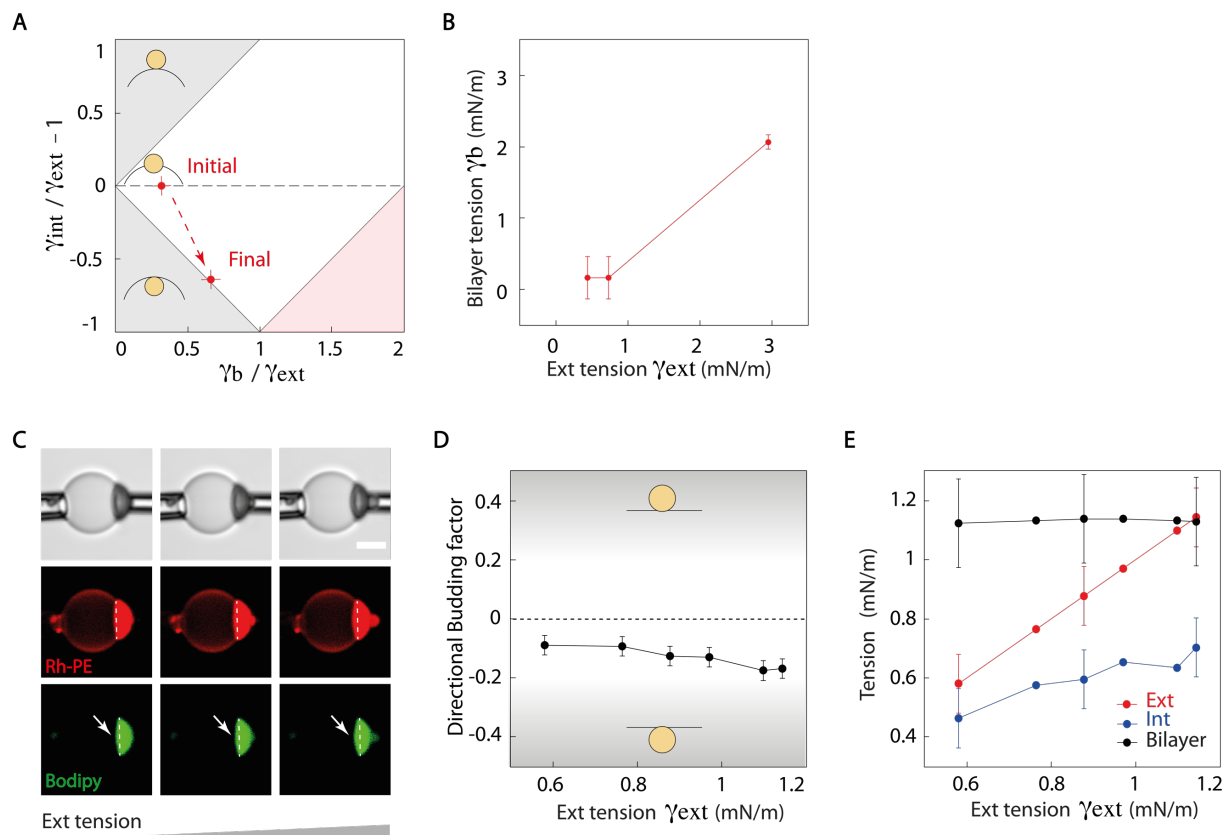 A
γint / γext - 1
1
0.5
0
-0.5
-1
Initial
Final
0
0.5
1
1.5
2
γb / γext
B
Bilayer tension γb (mN/m)
3
2
1
0
0
1
2
3
Ext tension γext (mN/m)
C
Rh-PE
Bodipy
Ext tension
D
Directional Budding factor
0.4
0.2
0
-0.2
-0.4
0.6
0.8
1
1.2
Ext tension γext (mN/m)
E
Tension (mN/m)
1.2
1
0.8
0.6
0.4
Ext
Int
Bilayer
0.6
0.8
1
1.2
Ext tension γext (mN/m)